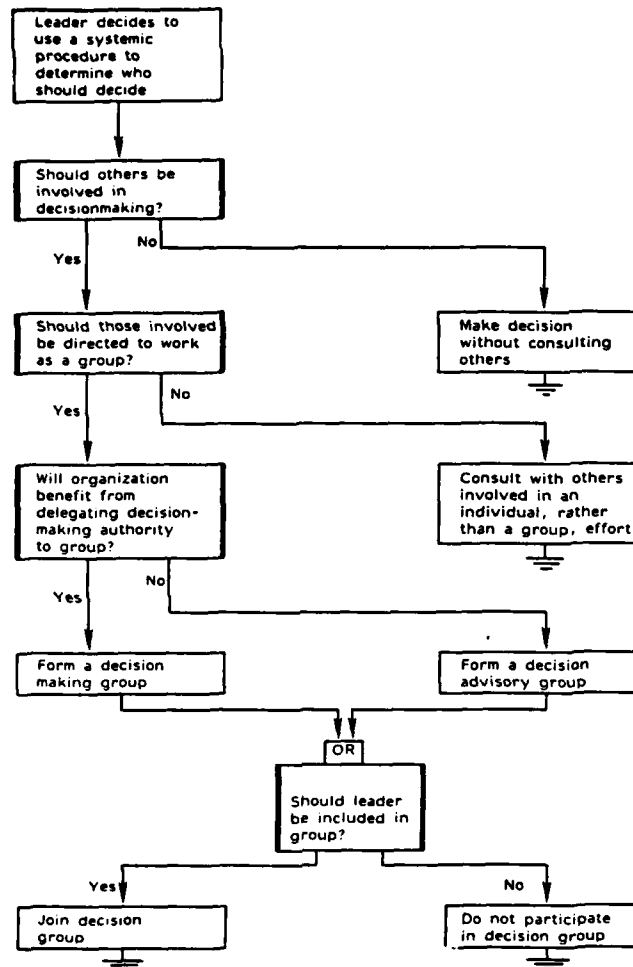 Leader decides to
use a systemic
procedure to
determine who
should decide
Should others be
involved in
decisionmaking?
Yes
No
Should those involved
be directed to work
as a group?
Make decision
without consulting
others
Yes
No
Will organization
benefit from
delegating decision-
making authority
to group?
Consult with others
involved in an
individual, rather
than a group, effort
Yes
No
Form a decision
making group
Form a decision
advisory group
OR
Should leader
be included in
group?
Yes
No
Join decision
group
Do not participate
in decision group